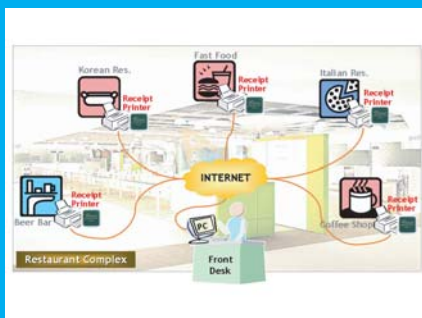 Fast Food
Korean Res.
Receipt
Printer
Italian Res.
Receipt
Printer
Receipt
Printer
INTERNET
Receipt
Printer
Beer Bar
PC
Receipt
Printer
Coffee Shop
Restaurant Complex
Front
Desk